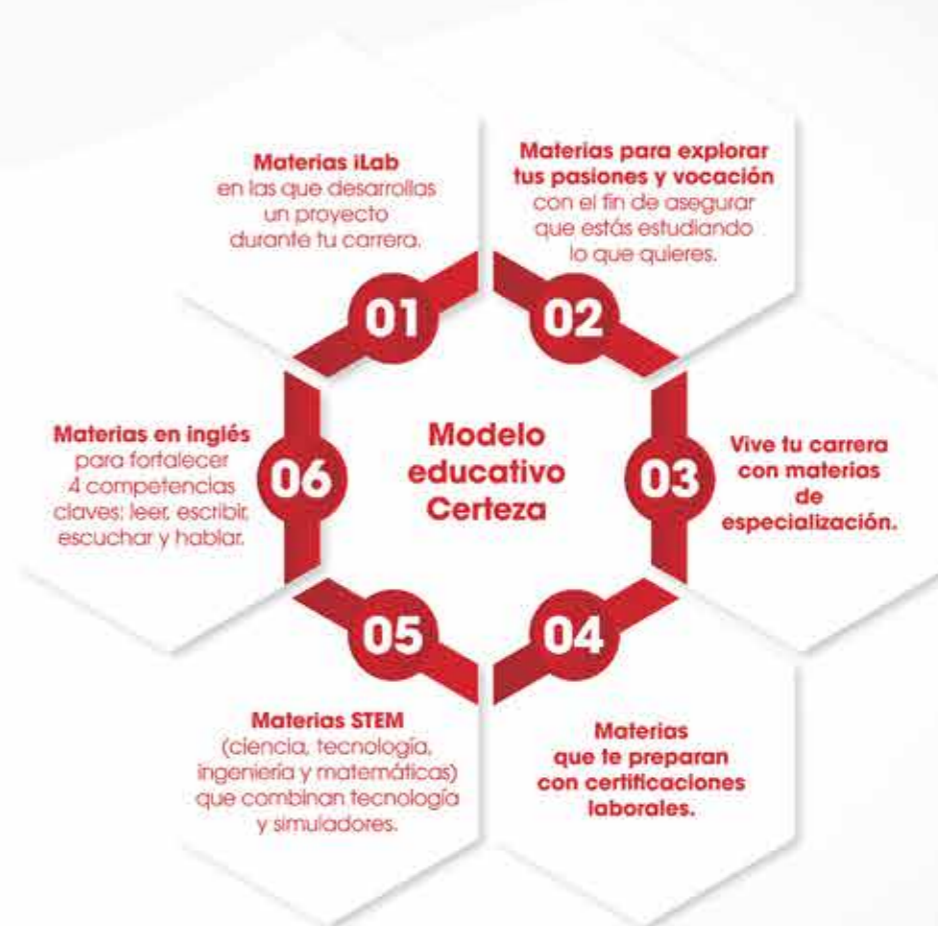 Materias iLab
en las que desarrollas
un proyecto
durante tu carrera.
01
Materias para explorar
tus pasiones y vocación
con el fin de asegurar
que estás estudiando
lo que quieres.
02
Modelo
educativo
Certeza
03
Vive tu carrera
con materias
de
especialización.
04
Materias
que te preparan
con certificaciones
laborales.
05
Materias STEM
(ciencia, tecnología,
ingeniería y matemáticas)
que combinan tecnología
y simuladores.
06
Materias en inglés
para fortalecer
4 competencias
claves: leer, escribir,
escuchar y hablar.